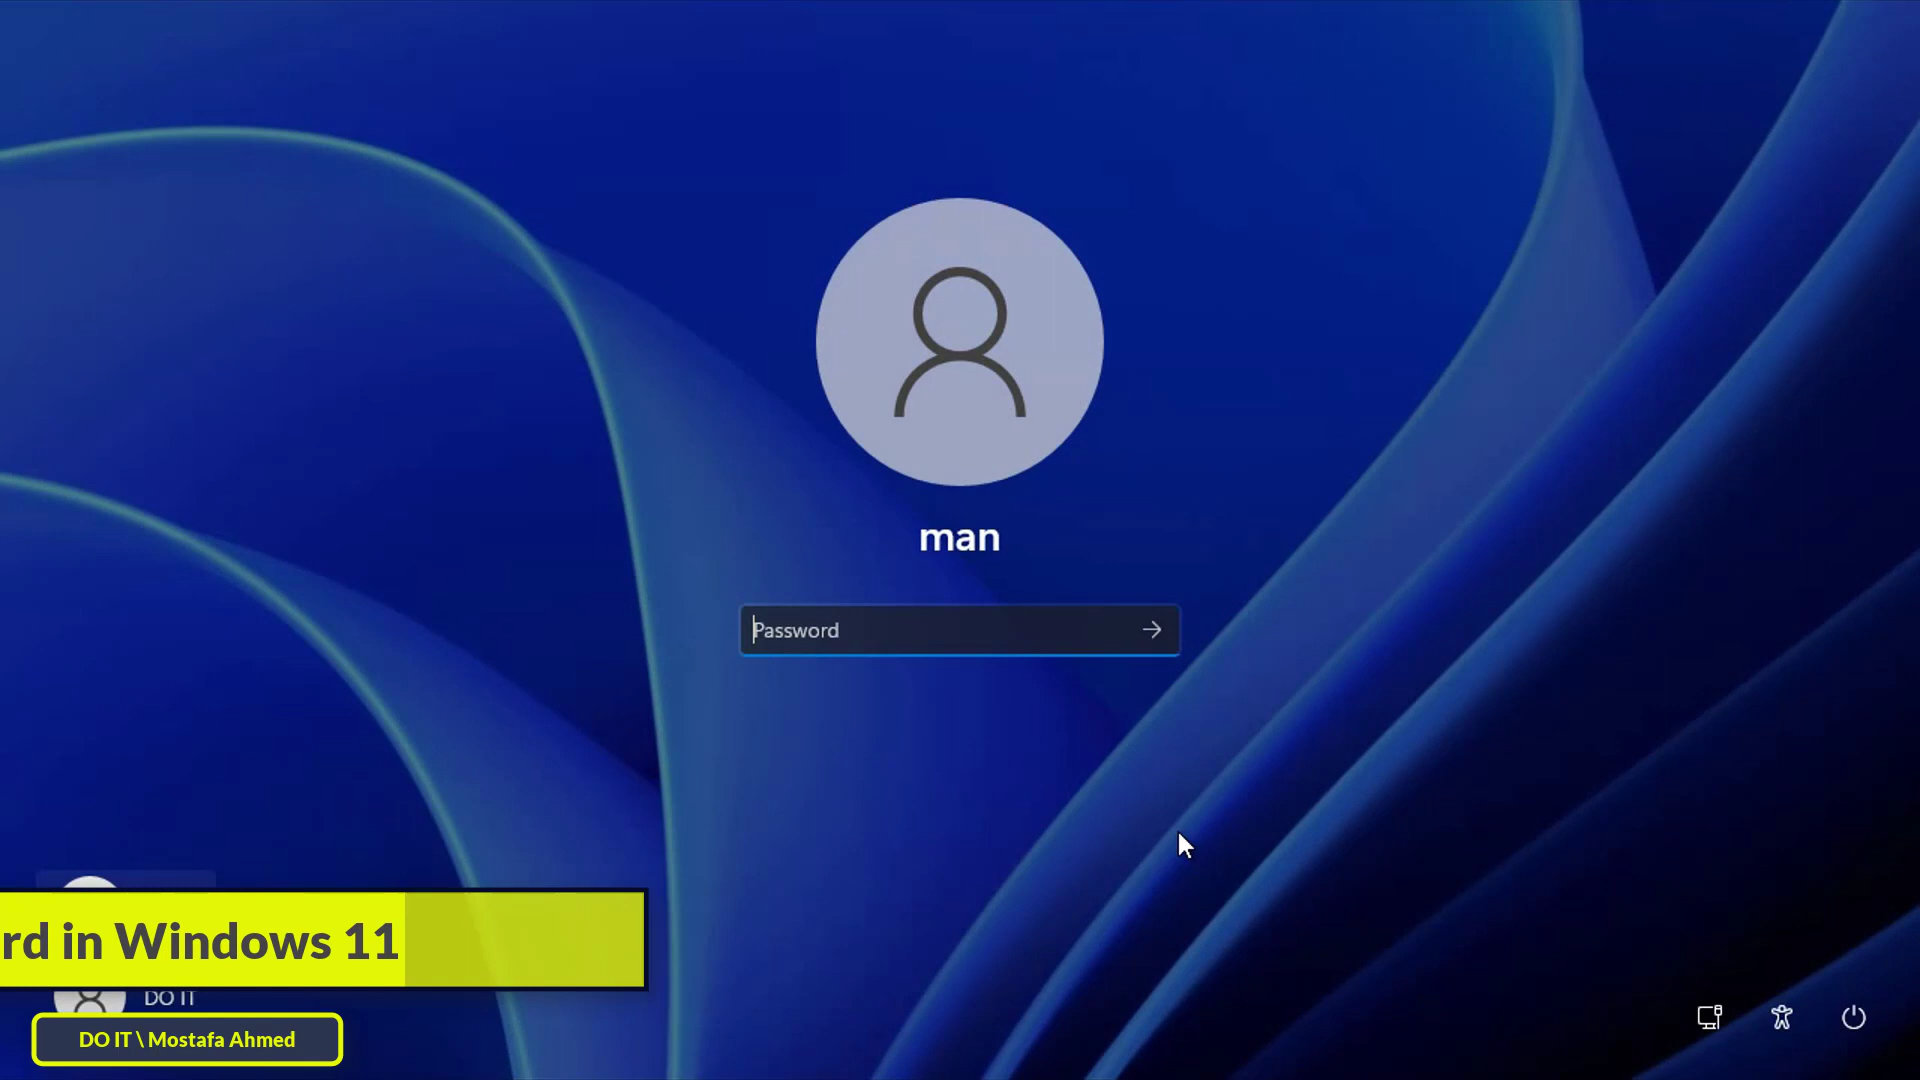 man
Password
rd in Windows 11
DO IT
DO IT \ Mostafa Ahmed